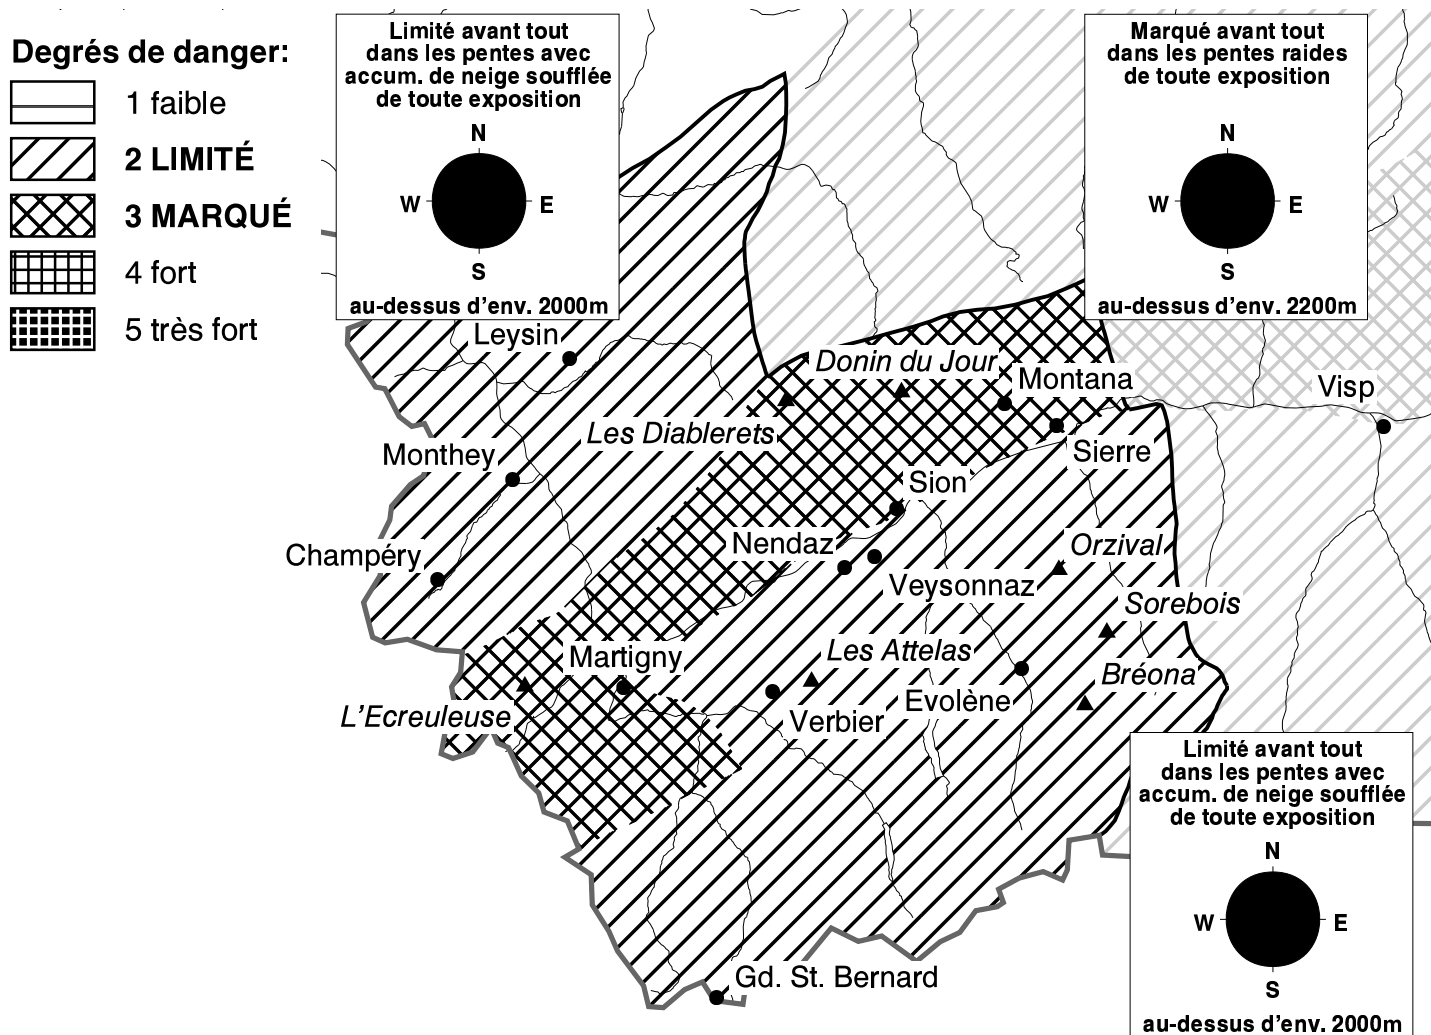 Degrés de danger:
1 faible
2 LIMITÉ
3 MARQUÉ
4 fort
5 très fort
Limité avant tout
dans les pentes avec
accum. de neige soufflée
de toute exposition
N
W
E
S
au-dessus d'env. 2000m
Marqué avant tout
dans les pentes raides
de toute exposition
N
W
E
S
au-dessus d'env. 2200m
Leysin
Donin du Jour
Montana
Visp
Les Diablerets
Monthey
Sierre
Sion
Champéry
Nendaz
Orzival
Veysonnaz
Sorebois
Martigny
Les Attelas
Bréona
L'Ecreuleuse
Verbier
Evolène
Gd. St. Bernard
Limité avant tout
dans les pentes avec
accum. de neige soufflée
de toute exposition
N
W
E
S
au-dessus d'env. 2000m